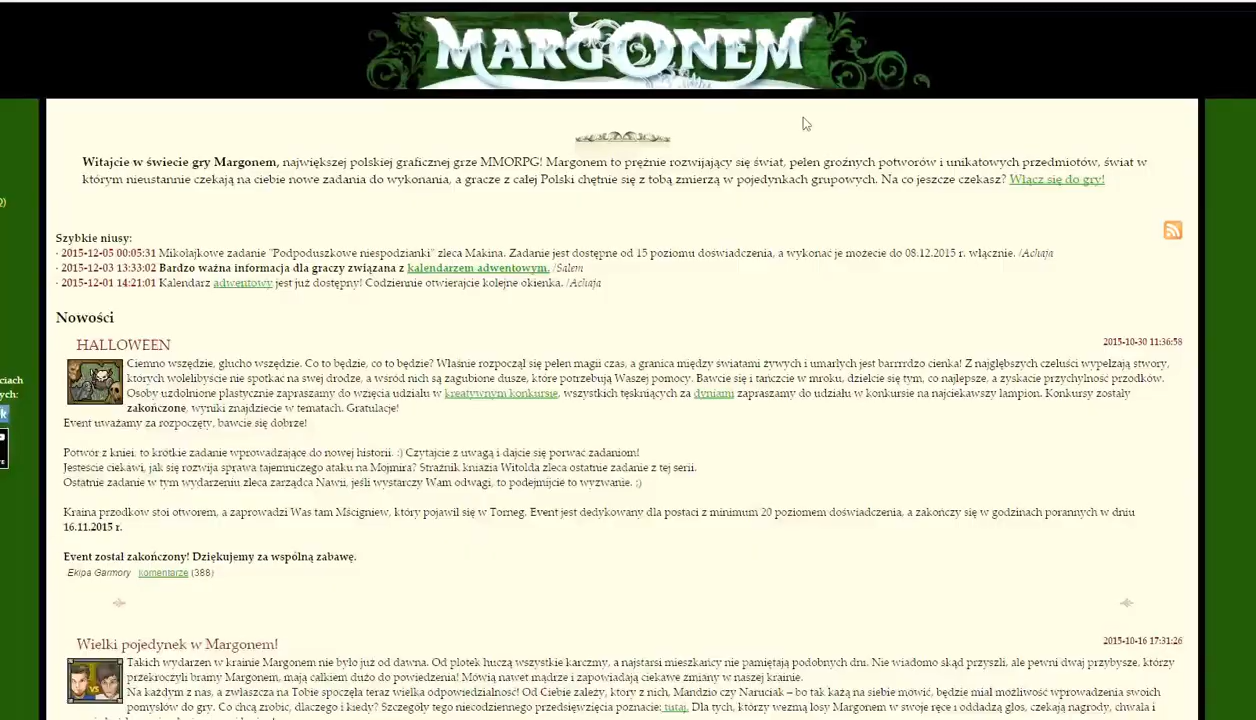 MARGONEM
Witajcie w świecie gry Margonem, największej polskiej graficznej grze MMORPG! Margonem to prężnie rozwijający się świat, pełen groźnych potworów i unikatowych przedmiotów, świat w
którym nieustannie czekają na ciebie nowe zadania do wykonania, a gracze z całej Polski chętnie się z tobą zmierzą w pojedynkach grupowych. Na co jeszcze czekasz? Włącz się do gry!
Szybkie niusy:
· 2015-12-05 00:05:31 Mikołajkowe zadanie "Podpoduszkowe niespodzianki" zleca Makina. Zadanie jest dostępne od 15 poziomu doświadczenia, a wykonać je możecie do 08.12.2015 r. włącznie. /Achaja
· 2015-12-03 13:33:02 Bardzo ważna informacja dla graczy związana z kalendarzem adwentowym. /Salem
· 2015-12-01 14:21:01 Kalendarz adwentowy jest już dostępny! Codziennie otwierajcie kolejne okienka. /Achaja
Nowości
HALLOWEEN 2015-10-30 11:36:58
Ciemno wszędzie, głucho wszędzie. Co to będzie, co to będzie? Właśnie rozpoczął się pełen magii czas, a granica między światami żywych i umarłych jest barrrdzo cienka! Z najgłębszych czeluści wypełzają stwory,
których wolelibyście nie spotkać na swej drodze, a wśród nich są zagubione dusze, które potrzebują Waszej pomocy. Bawcie się i tańczcie w mroku, dzielcie się tym, co najlepsze, a zyskacie przychylność przodków.
Osoby uzdolnione plastycznie zapraszamy do wzięcia udziału w kreatywnym konkursie, wszystkich tęskniących za dyniami zapraszamy do udziału w konkursie na najciekawszy lampion. Konkursy zostały
zakończone, wyniki znajdziecie w tematach. Gratulacje!
Event uważamy za rozpoczęty, bawcie się dobrze!
Potwór z kniei, to krótkie zadanie wprowadzające do nowej historii. :) Czytajcie z uwagą i dajcie się porwać zadaniom!
Jesteście ciekawi, jak się rozwija sprawa tajemniczego ataku na Mojmira? Strażnik kniazia Witolda zleca ostatnie zadanie z tej serii.
Ostatnie zadanie w tym wydarzeniu zleca zarządca Nawii, jeśli wystarczy Wam odwagi, to podejmijcie to wyzwanie. ;)
Kraina przodków stoi otworem, a zaprowadzi Was tam Mścigniew, który pojawił się w Torneg. Event jest dedykowany dla postaci z minimum 20 poziomem doświadczenia, a zakończy się w godzinach porannych w dniu
16.11.2015 r.
Event został zakończony! Dziękujemy za wspólną zabawę.
Ekipa Garmory komentarze (388)
Wielki pojedynek w Margonem! 2015-10-16 17:31:26
Takich wydarzeń w krainie Margonem nie było już od dawna. Od plotek huczą wszystkie karczmy, a najstarsi mieszkańcy nie pamiętają podobnych dni. Nie wiadomo skąd przyszli, ale pewni dwaj przybysze, którzy
przekroczyli bramy Margonem, mają całkiem dużo do powiedzenia! Mówią nawet mądrze i zapowiadają ciekawe zmiany w naszej krainie.
Na każdym z nas, a zwłaszcza na Tobie spoczęła teraz wielka odpowiedzialność! Od Ciebie zależy, który z nich, Mandzio czy Naruciak – bo tak każą na siebie mówić, będzie miał możliwość wprowadzenia swoich
pomysłów do gry. Co chcą zrobić, dlaczego i kiedy? Szczegóły tego niecodziennego przedsięwzięcia poznacie: tutaj. Dla tych, którzy wezmą losy Margonem w swoje ręce i oddadzą głos, czekają nagrody, chwała i